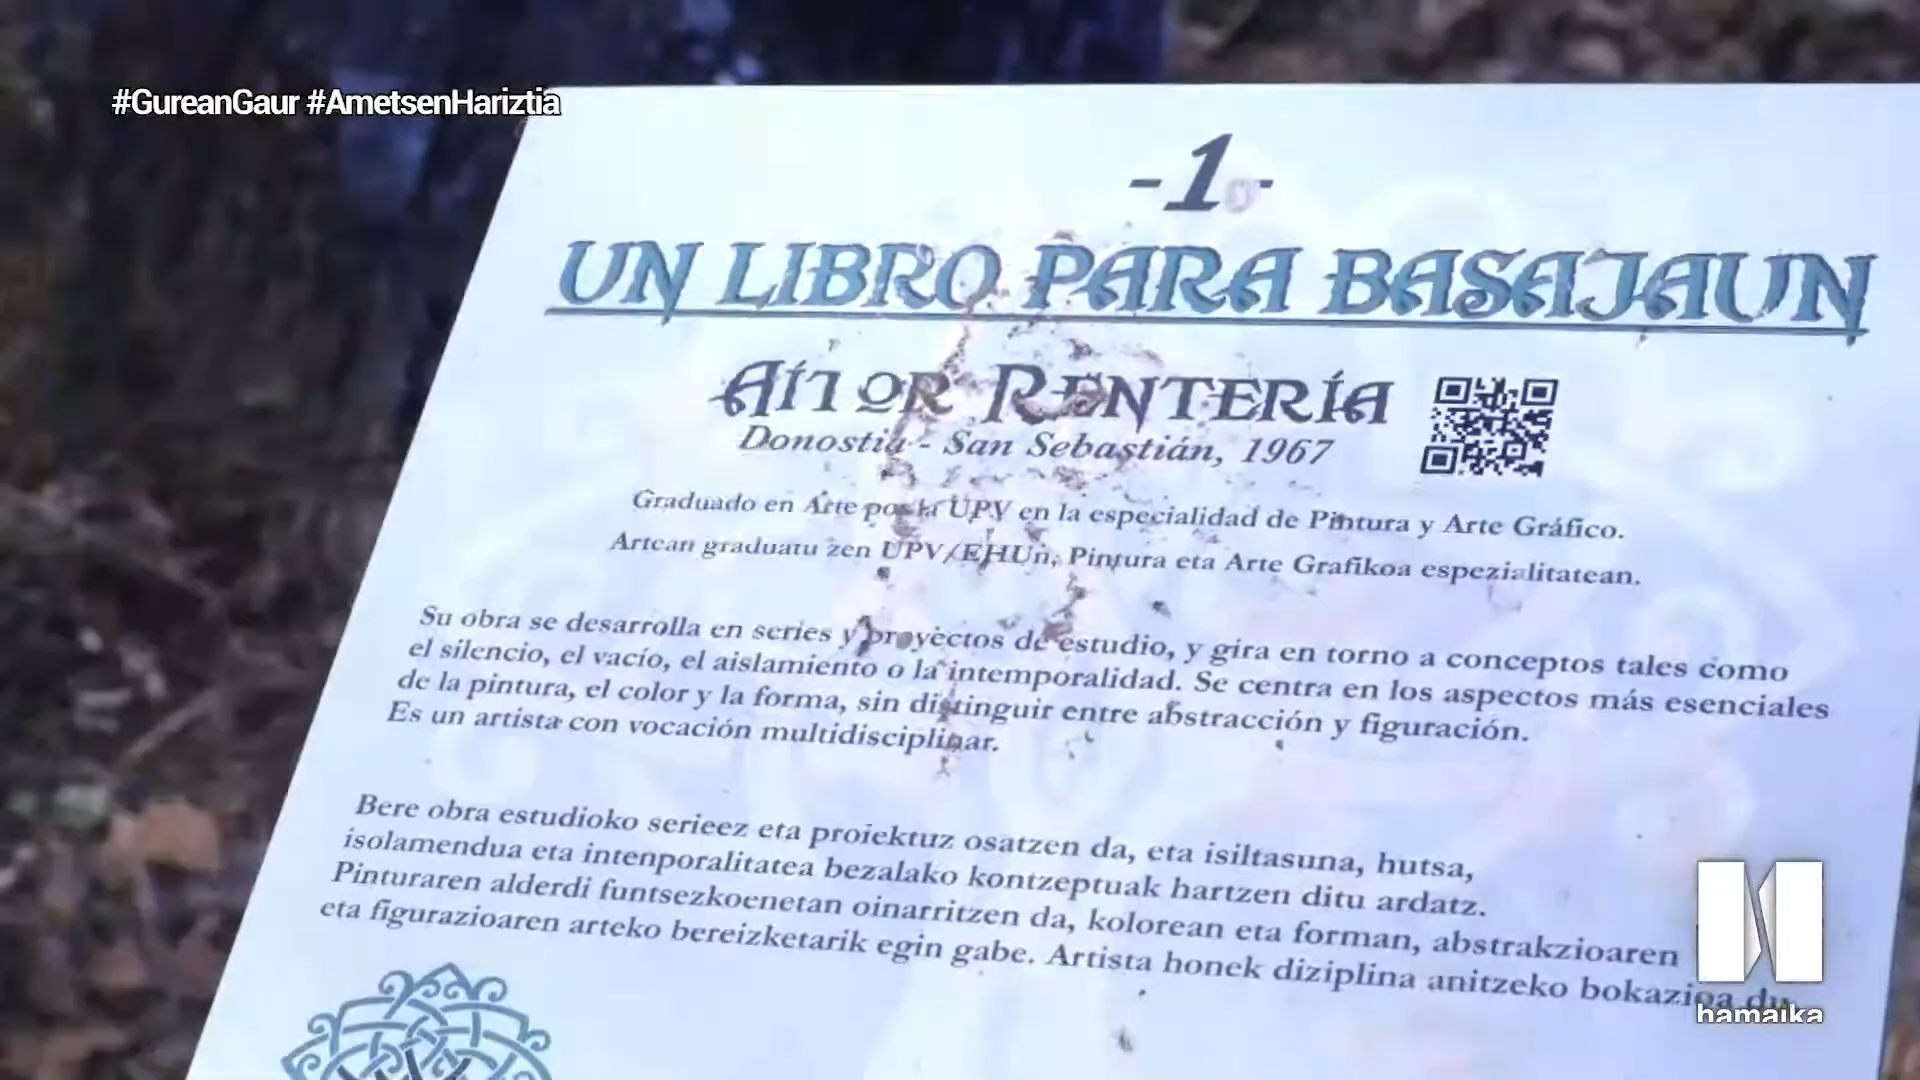 #GureanGaur #AmetsenHariztia
-1-
UN LIBRO PARA BASAJAUN
AITOR RENTERÍA
Donostia - San Sebastián, 1967
Graduado en Arte por la UPV en la especialidad de Pintura y Arte Gráfico.
Artean graduatu zen UPV/EHUn, Pintura eta Arte Grafikoa espezialitatean.
Su obra se desarrolla en series y proyectos de estudio, y gira en torno a conceptos tales como
el silencio, el vacío, el aislamiento o la intemporalidad. Se centra en los aspectos más esenciales
de la pintura, el color y la forma, sin distinguir entre abstracción y figuración.
Es un artista con vocación multidisciplinar.
Bere obra estudioko serieez eta proiektuz osatzen da, eta isiltasuna, hutsa,
isolamendua eta intenporalitatea bezalako kontzeptuak hartzen ditu ardatz.
Pinturaren alderdi funtsezkoenetan oinarritzen da, kolorean eta forman, abstrakzioaren
eta figurazioaren arteko bereizketarik egin gabe. Artista honek diziplina anitzeko bokazioa du
hamaika